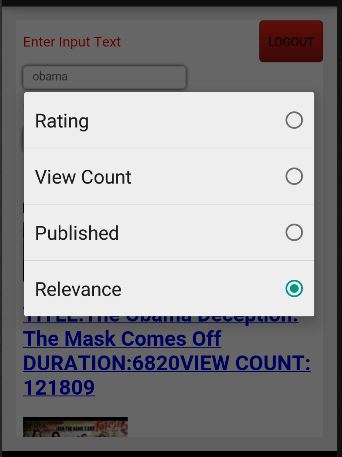 Enter Input Text
LOGOUT
obama
Rating
View Count
Published
Relevance
TITLE:The Obama Deception:
The Mask Comes Off
DURATION:6820VIEW COUNT:
121809